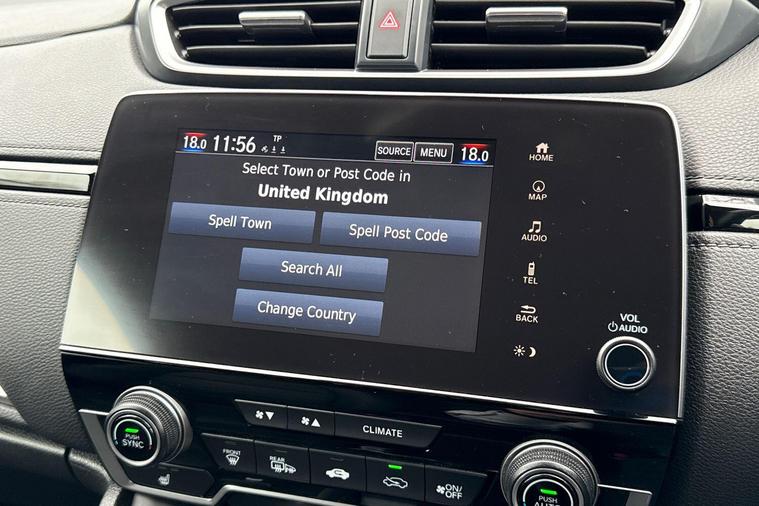 18.0 11:56 TP SOURCE MENU 18.0
Select Town or Post Code in
United Kingdom
Spell Town
Spell Post Code
Search All
Change Country
HOME
MAP
AUDIO
TEL
BACK
VOL
AUDIO
PUSH
SYNC
CLIMATE
FRONT
REAR
ON/
OFF
PUSH
AUTO